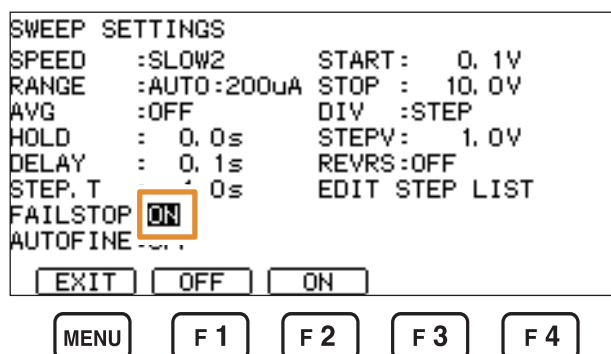 SWEEP SETTINGS
SPEED :SLOW2 START: 0.1V
RANGE :AUTO:200uA STOP : 10.0V
AVG :OFF DIV :STEP
HOLD : 0.0s STEPV: 1.0V
DELAY : 0.1s REVRS:OFF
STEP.T 0s EDIT STEP LIST
FAILSTOP ON
AUTOFINE:
EXIT OFF ON
MENU F1 F2 F3 F4